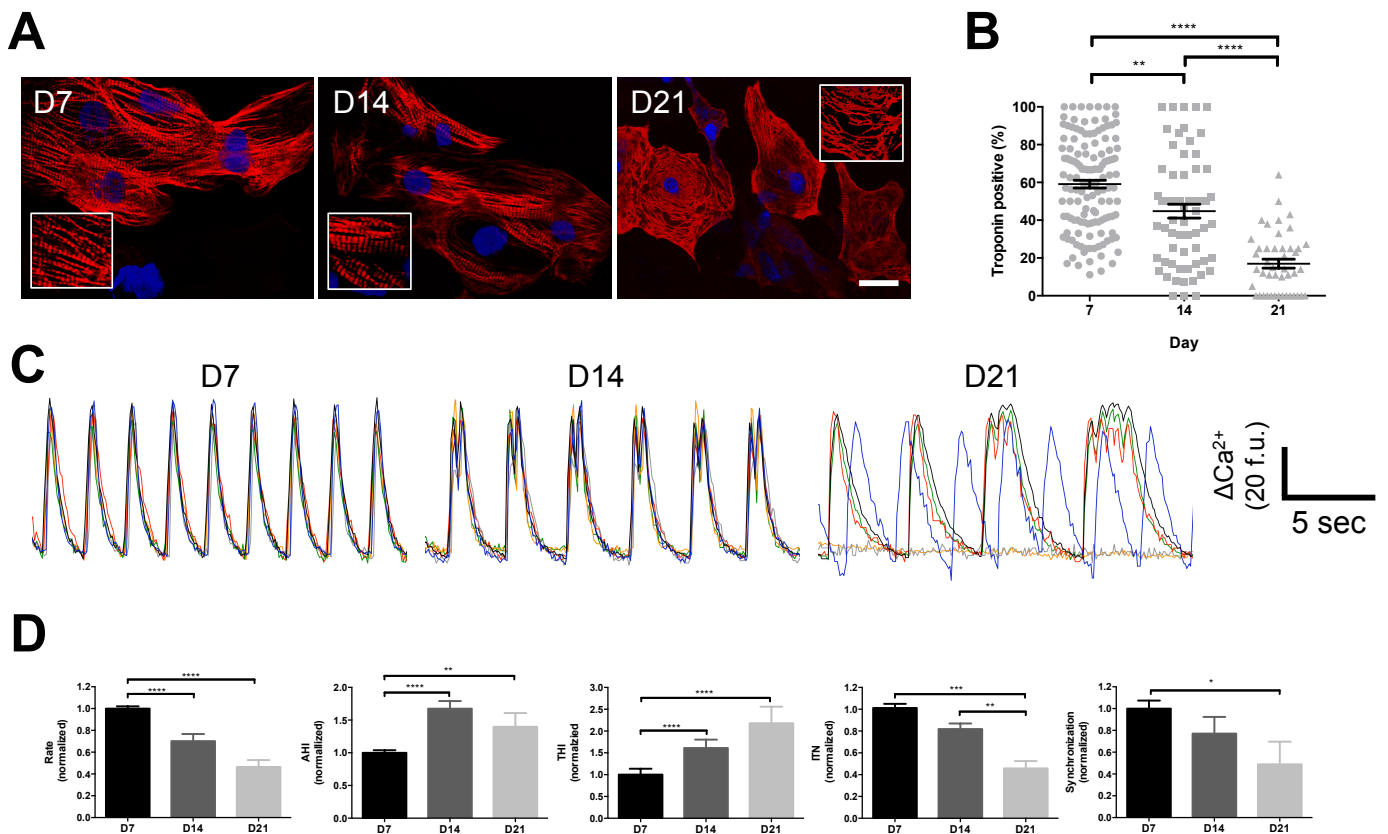 A
D7
D14
D21
B
****
****
**
Troponin positive (%)
100
80
60
40
20
0
7
14
21
Day
C
D7
D14
D21
ΔCa2+
(20 f.u.)
5 sec
D
****
****
Rate
(normalized)
1.2
1.0
0.8
0.6
0.4
0.2
0.0
D7
D14
D21
**
****
AHI
(normallized)
2.0
1.5
1.0
0.5
0.0
D7
D14
D21
****
****
THI
(normalzied)
3.0
2.5
2.0
1.5
1.0
0.5
0.0
D7
D14
D21
***
**
ITN
(normalized)
1.2
1.0
0.8
0.6
0.4
0.2
0.0
D7
D14
D21
*
Synchronization
(normalized)
1.2
1.0
0.8
0.6
0.4
0.2
0.0
D7
D14
D21